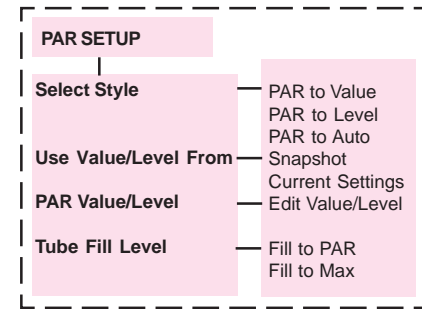 PAR SETUP
Select Style
PAR to Value
PAR to Level
PAR to Auto
Use Value/Level From
Snapshot
Current Settings
PAR Value/Level
Edit Value/Level
Tube Fill Level
Fill to PAR
Fill to Max